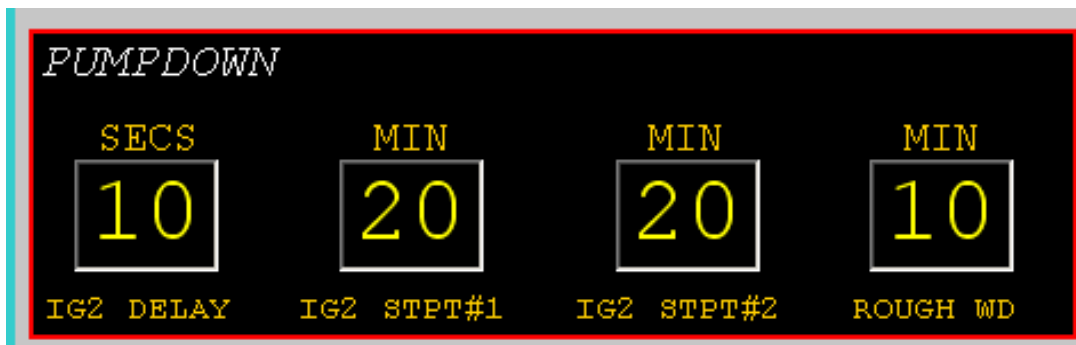 PUMPDOWN
SECS MIN MIN MIN
10 20 20 10
IG2 DELAY IG2 STPT#1 IG2 STPT#2 ROUGH WD